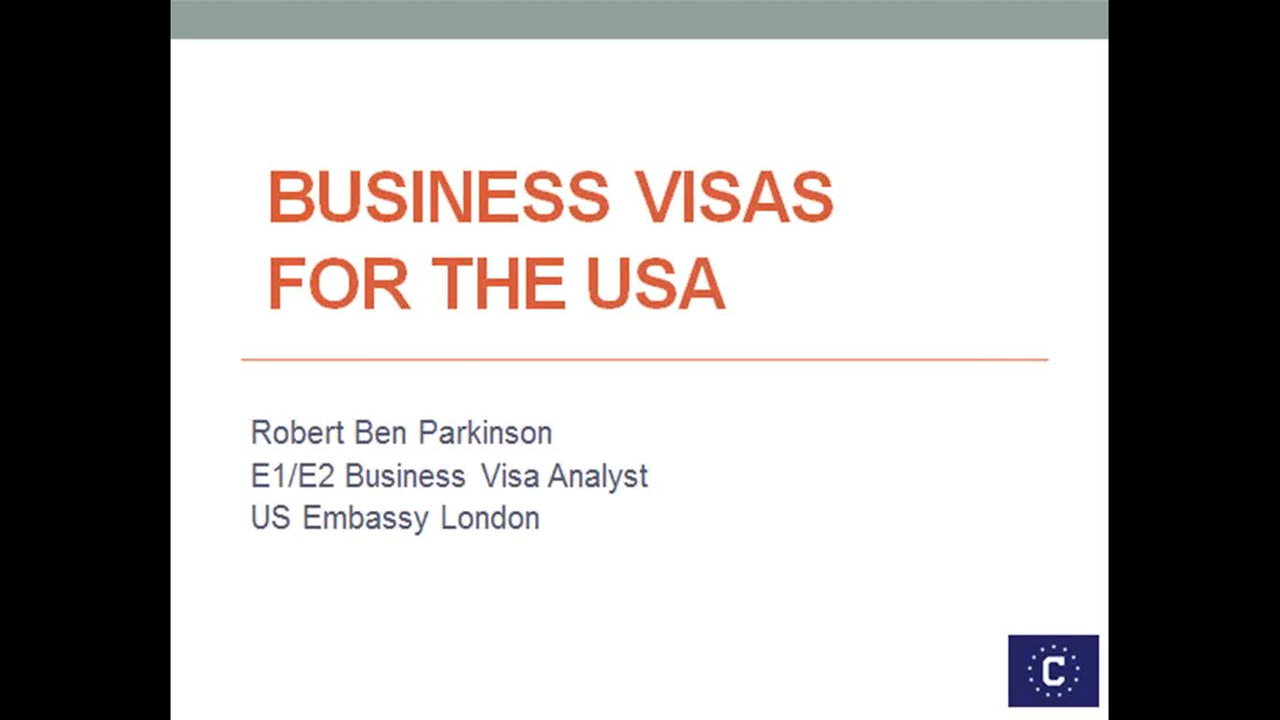 BUSINESS VISAS
FOR THE USA
Robert Ben Parkinson
E1/E2 Business Visa Analyst
US Embassy London
C